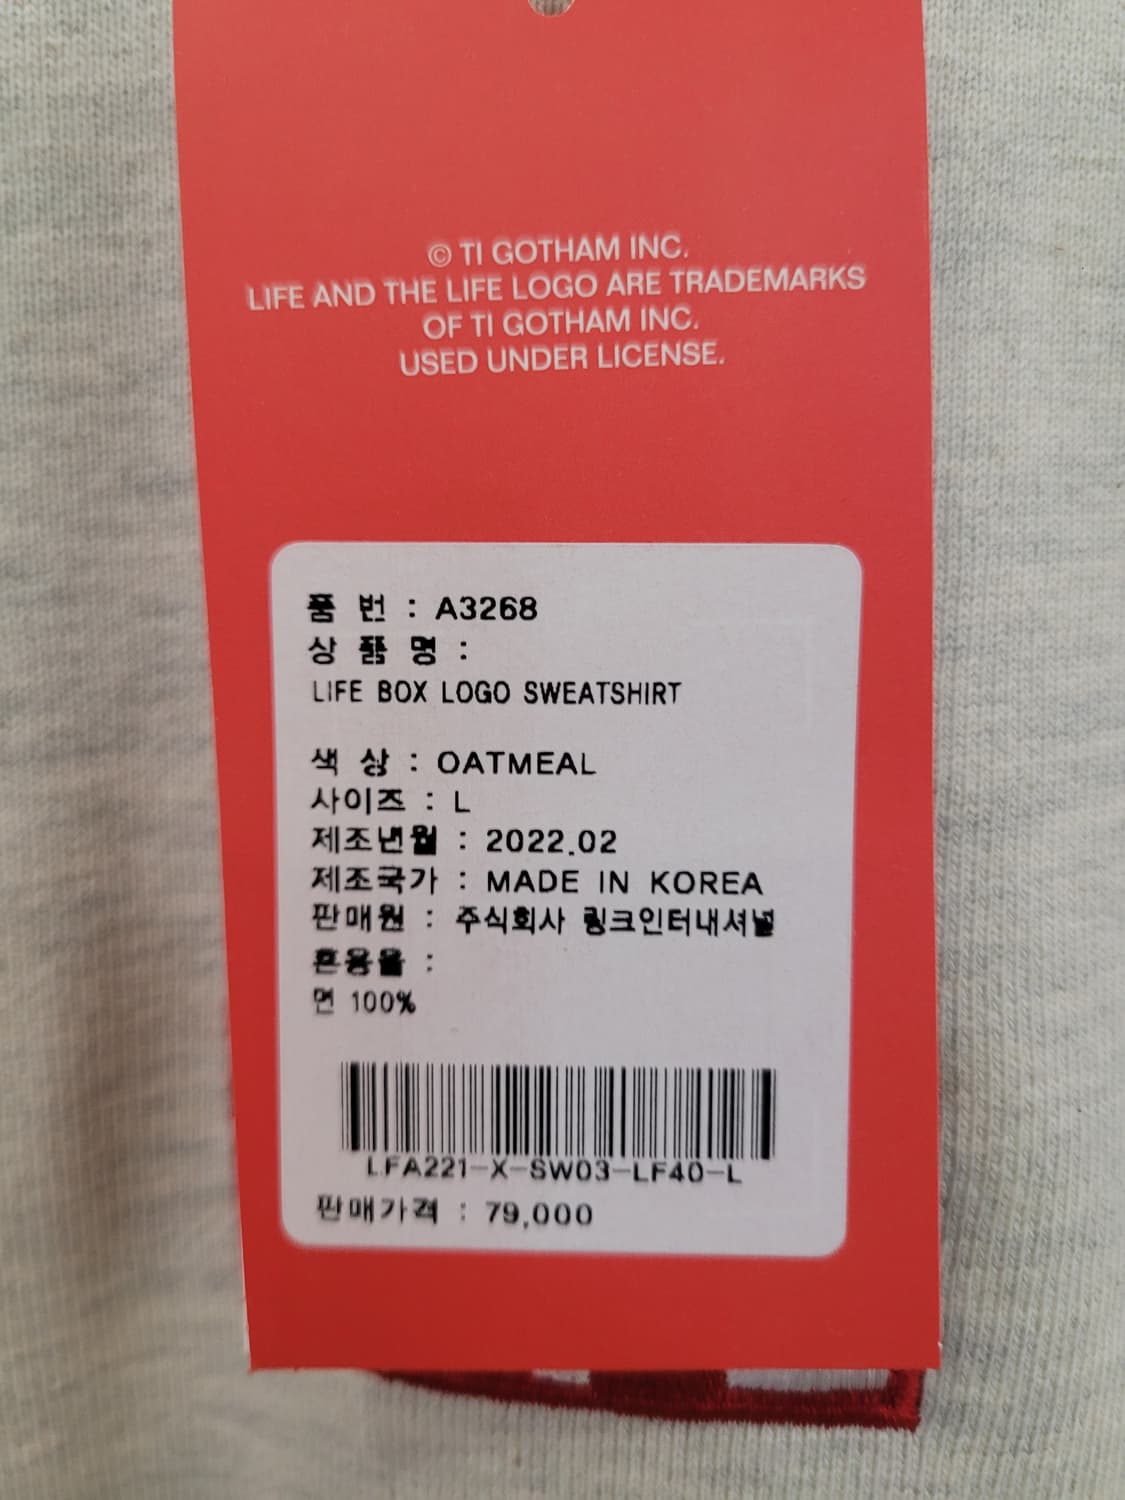 © TI GOTHAM INC.
LIFE AND THE LIFE LOGO ARE TRADEMARKS
OF TI GOTHAM INC.
USED UNDER LICENSE.
품 번 : A3268
상 품 명 :
LIFE BOX LOGO SWEATSHIRT
색 상 : OATMEAL
사이즈 : L
제조년월 : 2022.02
제조국가 : MADE IN KOREA
판매원 : 주식회사 링크인터내셔널
혼용율 :
면 100%
LFA221-X-SW03-LF40-L
판매가격 : 79,000